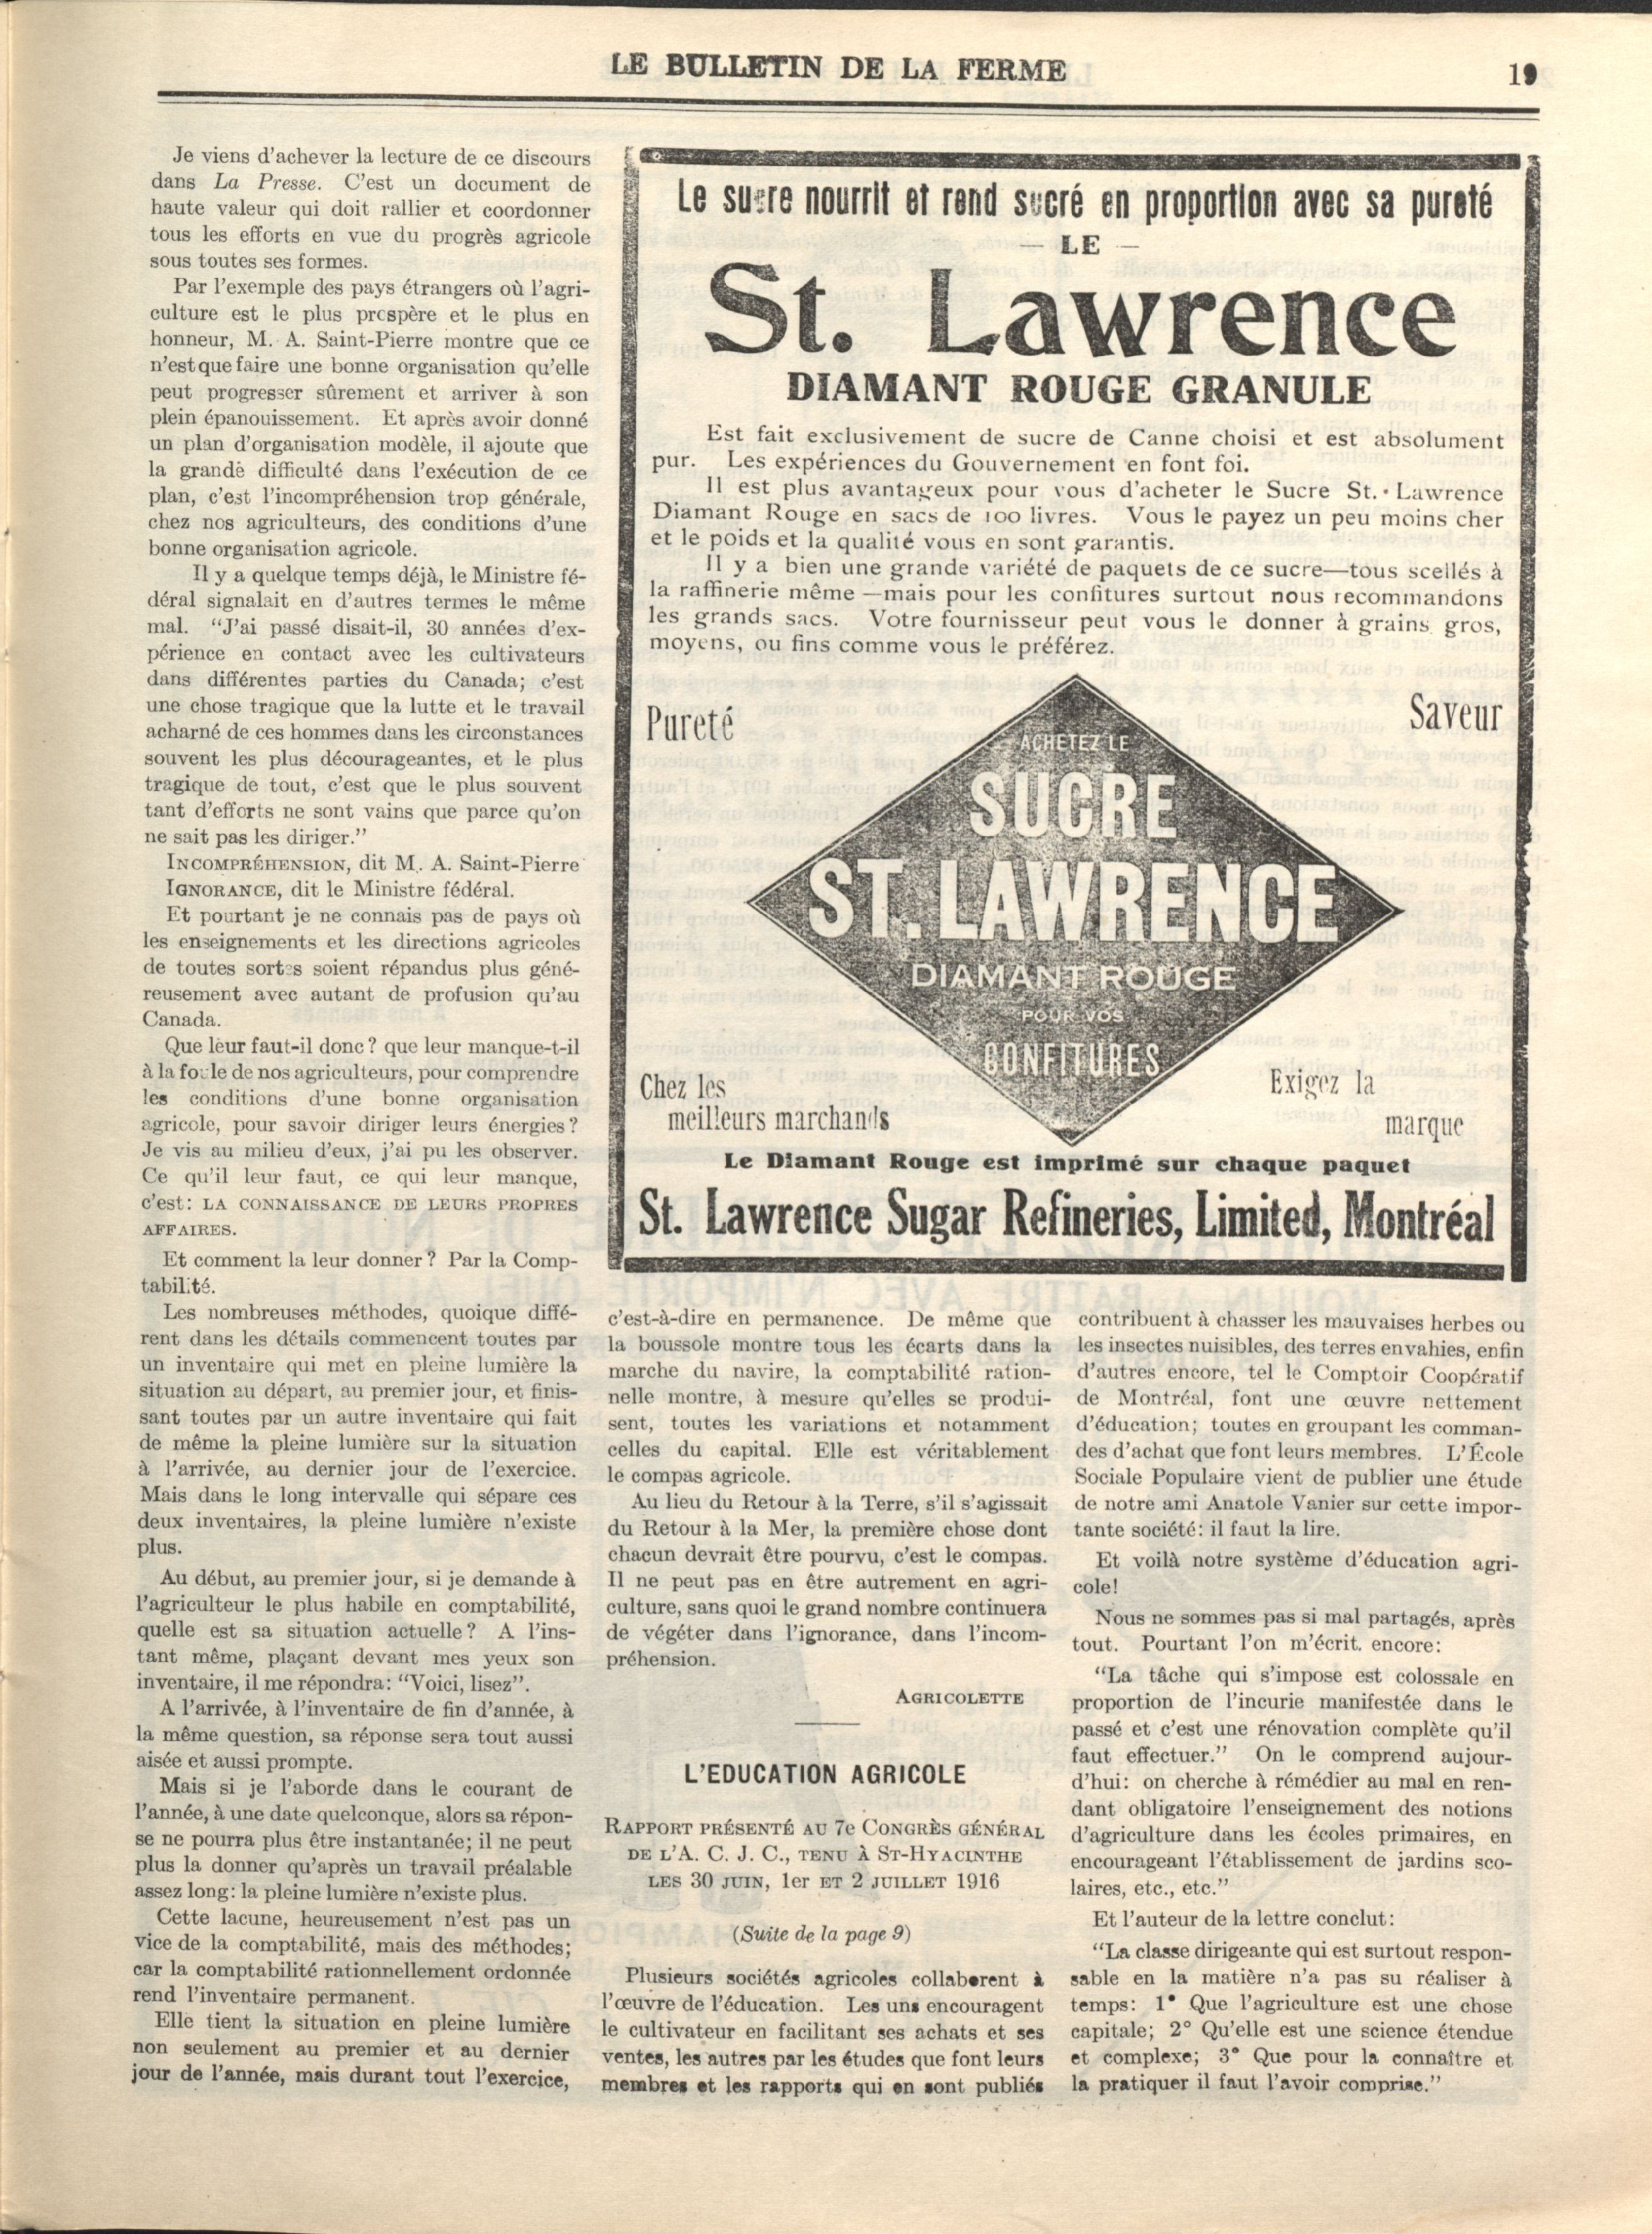 LE BULLETIN DE LA FERME
19
Je viens d'achever la lecture de ce discours
dans La Presse. C'est un document de
haute valeur qui doit rallier et coordonner
tous les efforts en vue du progrès agricole
sous toutes ses formes.
Par l'exemple des pays étrangers où l'agri-
culture est le plus prospère et le plus en
honneur, M. A. Saint-Pierre montre que ce
n'est que faire une bonne organisation qu'elle
peut progresser sûrement et arriver à son
plein épanouissement. Et après avoir donné
un plan d'organisation modèle, il ajoute que
la grande difficulté dans l'exécution de ce
plan, c'est l'incompréhension trop générale,
chez nos agriculteurs, des conditions d'une
bonne organisation agricole.
Il y a quelque temps déjà, le Ministre fé-
déral signalait en d'autres termes le même
mal. "J'ai passé disait-il, 30 années d'ex-
périence en contact avec les cultivateurs
dans différentes parties du Canada; c'est
une chose tragique que la lutte et le travail
acharné de ces hommes dans les circonstances
souvent les plus décourageantes, et le plus
tragique de tout, c'est que le plus souvent
tant d'efforts ne sont vains que parce qu'on
ne sait pas les diriger."
INCOMPRÉHENSION, dit M. A. Saint-Pierre
IGNORANCE, dit le Ministre fédéral.
Et pourtant je ne connais pas de pays où
les enseignements et les directions agricoles
de toutes sortes soient répandus plus géné-
reusement avec autant de profusion qu'au
Canada.
Que leur faut-il donc? que leur manque-t-il
à la foule de nos agriculteurs, pour comprendre
les conditions d'une bonne organisation
agricole, pour savoir diriger leurs énergies?
Je vis au milieu d'eux, j'ai pu les observer.
Ce qu'il leur faut, ce qui leur manque,
c'est: LA CONNAISSANCE DE LEURS PROPRES
AFFAIRES.
Et comment la leur donner? Par la Comp-
tabilité.
Les nombreuses méthodes, quoique diffé-
rent dans les détails commencent toutes par
un inventaire qui met en pleine lumière la
situation au départ, au premier jour, et finis-
sant toutes par un autre inventaire qui fait
de même la pleine lumière sur la situation
à l'arrivée, au dernier jour de l'exercice.
Mais dans le long intervalle qui sépare ces
deux inventaires, la pleine lumière n'existe
plus.
Au début, au premier jour, si je demande à
l'agriculteur le plus habile en comptabilité,
quelle est sa situation actuelle? A l'ins-
tant même, plaçant devant mes yeux son
inventaire, il me répondra: "Voici, lisez".
A l'arrivée, à l'inventaire de fin d'année, à
la même question, sa réponse sera tout aussi
aisée et aussi prompte.
Mais si je l'aborde dans le courant de
l'année, à une date quelconque, alors sa répon-
se ne pourra plus être instantanée; il ne peut
plus la donner qu'après un travail préalable
assez long: la pleine lumière n'existe plus.
Cette lacune, heureusement n'est pas un
vice de la comptabilité, mais des méthodes;
car la comptabilité rationnellement ordonnée
rend l'inventaire permanent.
Elle tient la situation en pleine lumière
non seulement au premier et au dernier
jour de l'année, mais durant tout l'exercice,
Le sucre nourrit et rend sucré en proportion avec sa pureté
— LE —
St. Lawrence
DIAMANT ROUGE GRANULE
Est fait exclusivement de sucre de Canne choisi et est absolument
pur. Les expériences du Gouvernement en font foi.
Il est plus avantageux pour vous d'acheter le Sucre St. Lawrence
Diamant Rouge en sacs de 100 livres. Vous le payez un peu moins cher
et le poids et la qualité vous en sont garantis.
Il y a bien une grande variété de paquets de ce sucre—tous scellés à
la raffinerie même—mais pour les confitures surtout nous recommandons
les grands sacs. Votre fournisseur peut vous le donner à grains gros,
moyens, ou fins comme vous le préférez.
Pureté
Saveur
ACHETEZ LE
SUCRE
ST. LAWRENCE
DIAMANT ROUGE
POUR VOS
CONFITURES
Chez les
meilleurs marchands
Exigez la
marque
Le Diamant Rouge est imprimé sur chaque paquet
St. Lawrence Sugar Refineries, Limited, Montréal
c'est-à-dire en permanence. De même que
la boussole montre tous les écarts dans la
marche du navire, la comptabilité ration-
nelle montre, à mesure qu'elles se produi-
sent, toutes les variations et notamment
celles du capital. Elle est véritablement
le compas agricole.
Au lieu du Retour à la Terre, s'il s'agissait
du Retour à la Mer, la première chose dont
chacun devrait être pourvu, c'est le compas.
Il ne peut pas en être autrement en agri-
culture, sans quoi le grand nombre continuera
de végéter dans l'ignorance, dans l'incom-
préhension.
AGRICOLETTE
L'EDUCATION AGRICOLE
RAPPORT PRÉSENTÉ AU 7e CONGRÈS GÉNÉRAL
DE L'A. C. J. C., TENU À ST-HYACINTHE
LES 30 JUIN, 1er ET 2 JUILLET 1916
(Suite de la page 9)
Plusieurs sociétés agricoles collaborent à
l'œuvre de l'éducation. Les uns encouragent
le cultivateur en facilitant ses achats et ses
ventes, les autres par les études que font leurs
membres et les rapports qui en sont publiés
contribuent à chasser les mauvaises herbes ou
les insectes nuisibles, des terres envahies, enfin
d'autres encore, tel le Comptoir Coopératif
de Montréal, font une œuvre nettement
d'éducation; toutes en groupant les comman-
des d'achat que font leurs membres. L'École
Sociale Populaire vient de publier une étude
de notre ami Anatole Vanier sur cette impor-
tante société: il faut la lire.
Et voilà notre système d'éducation agri-
cole!
Nous ne sommes pas si mal partagés, après
tout. Pourtant l'on m'écrit encore:
"La tâche qui s'impose est colossale en
proportion de l'incurie manifestée dans le
passé et c'est une rénovation complète qu'il
faut effectuer." On le comprend aujour-
d'hui: on cherche à rémédier au mal en ren-
dant obligatoire l'enseignement des notions
d'agriculture dans les écoles primaires, en
encourageant l'établissement de jardins sco-
laires, etc., etc."
Et l'auteur de la lettre conclut:
"La classe dirigeante qui est surtout respon-
sable en la matière n'a pas su réaliser à
temps: 1° Que l'agriculture est une chose
capitale; 2° Qu'elle est une science étendue
et complexe; 3° Que pour la connaître et
la pratiquer il faut l'avoir comprise."